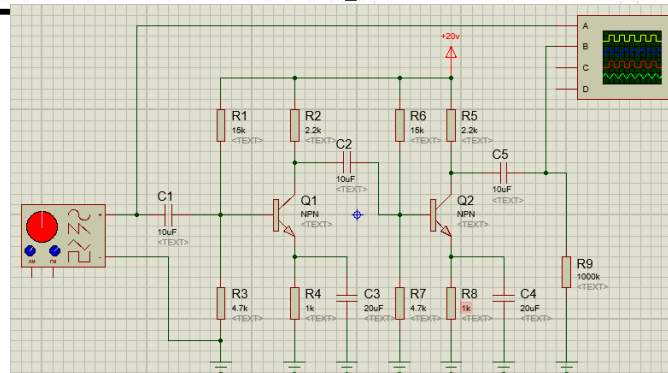 A
B
C
D
+20v
R1
15k
<TEXT>
R2
2.2k
<TEXT>
R6
15k
<TEXT>
R5
2.2k
<TEXT>
C2
10uF
<TEXT>
C5
10uF
<TEXT>
C1
10uF
<TEXT>
Q1
NPN
<TEXT>
Q2
NPN
<TEXT>
+
-
AM
FM
R3
4.7k
<TEXT>
R4
1k
<TEXT>
C3
20uF
<TEXT>
R7
4.7k
<TEXT>
R8
1k
<TEXT>
C4
20uF
<TEXT>
R9
1000k
<TEXT>